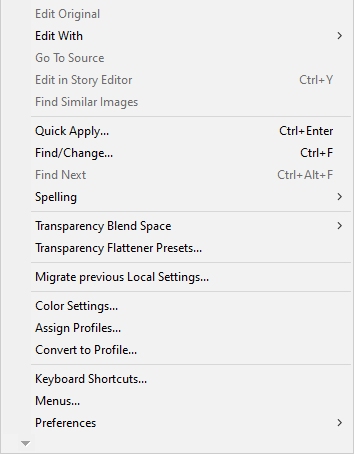 Edit Original
Edit With
Go To Source
Edit in Story Editor Ctrl+Y
Find Similar Images
Quick Apply... Ctrl+Enter
Find/Change... Ctrl+F
Find Next Ctrl+Alt+F
Spelling
Transparency Blend Space
Transparency Flattener Presets...
Migrate previous Local Settings...
Color Settings...
Assign Profiles...
Convert to Profile...
Keyboard Shortcuts...
Menus...
Preferences